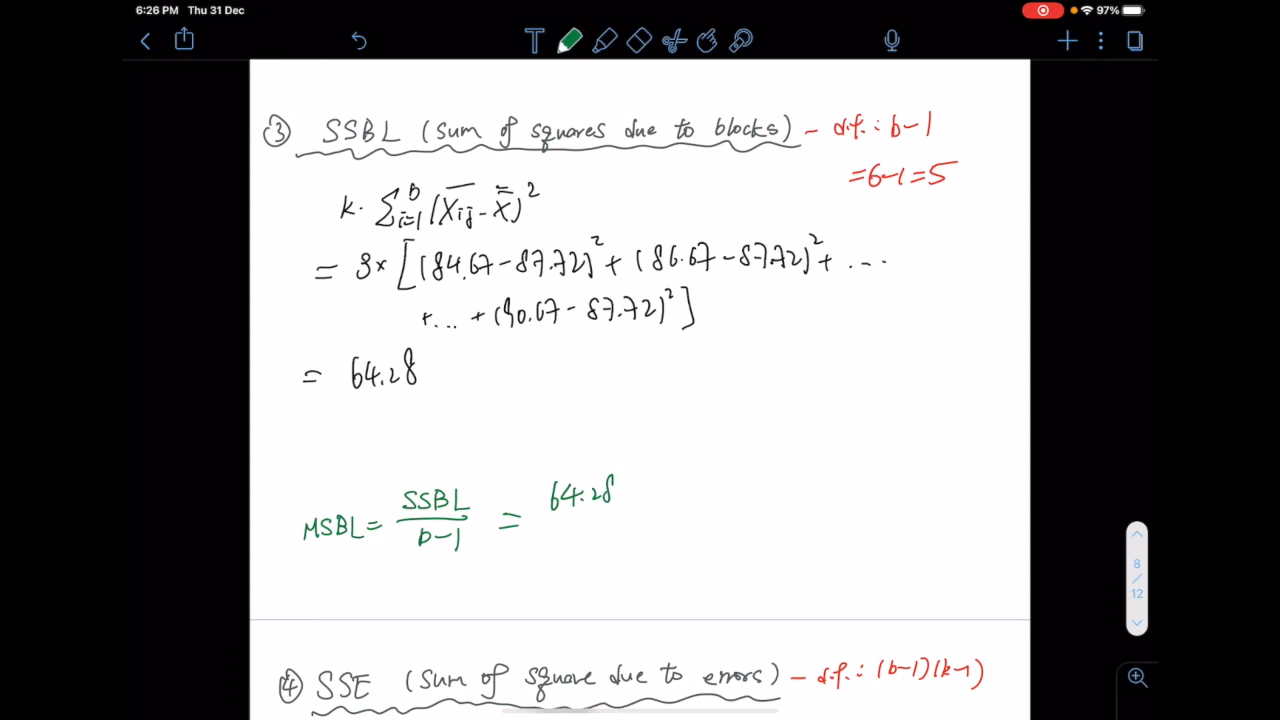 6:26 PM Thu 31 Dec
97%
③ SSBL (Sum of squares due to blocks) - d.f. : b-1
=6-1=5
k. ∑ᵢ₌₁ᵇ (X̄ij - X̿)²
= 3× [(84.67-87.72)² + (86.67-87.72)² + ...
+... + (90.67-87.72)²]
= 64.28
MSBL = SSBL/b-1 = 64.28
8
/
12
④ SSE (Sum of square due to errors) - d.f. : (b-1)(k-1)